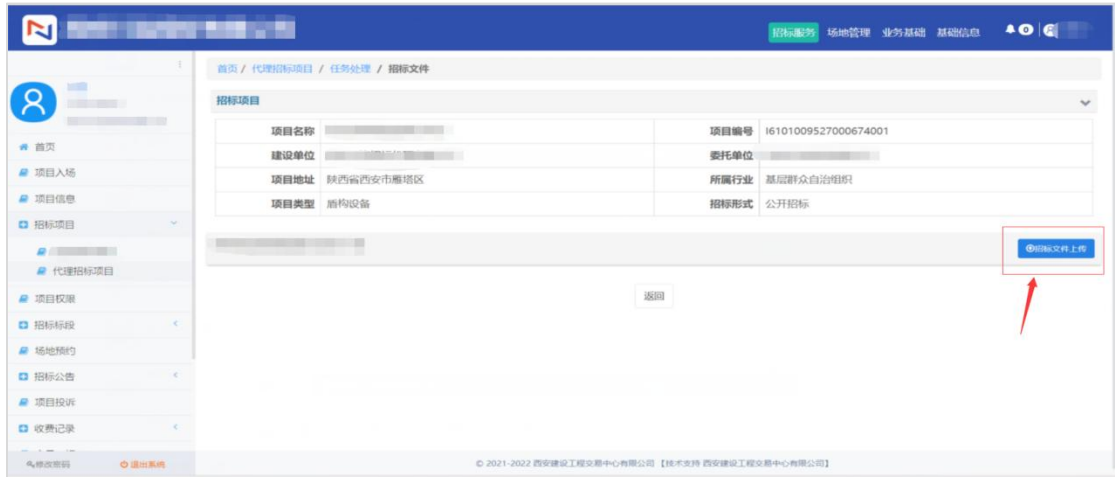 招标服务 场地管理 业务基础 基础信息 0
首页 / 代理招标项目 / 任务处理 / 招标文件
招标项目
项目名称
项目编号 I6101009527000674001
建设单位
委托单位
项目地址 陕西省西安市雁塔区
所属行业 基层群众自治组织
项目类型 盾构设备
招标形式 公开招标
招标文件上传
返回
首页
项目入场
项目信息
招标项目
代理招标项目
项目权限
招标标段
场地预约
招标公告
项目投诉
收费记录
修改密码 退出系统
© 2021-2022 西安建设工程交易中心有限公司 【技术支持 西安建设工程交易中心有限公司】